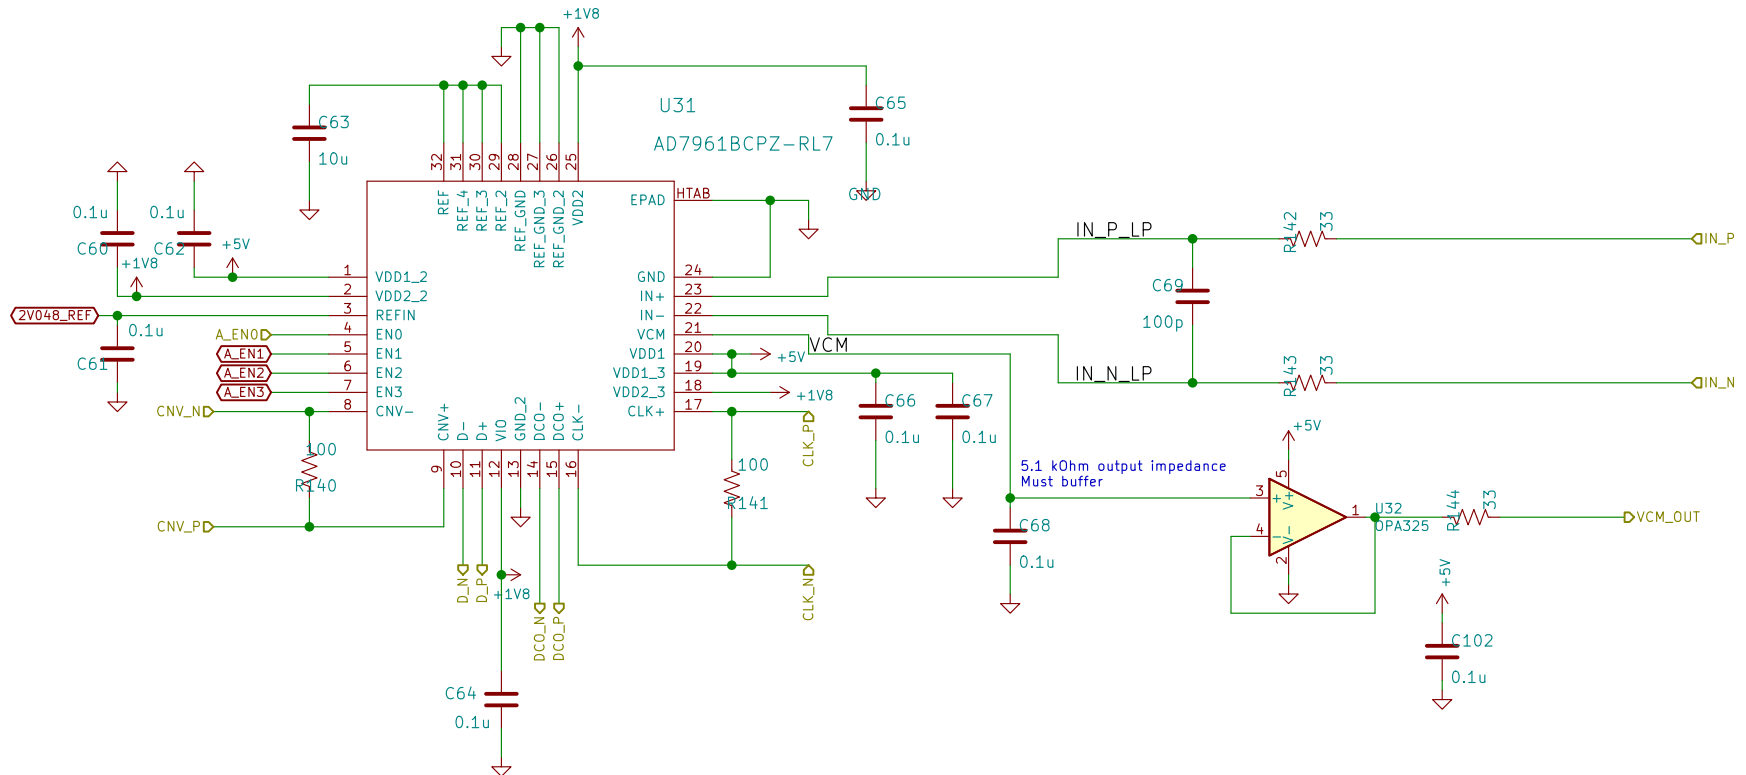 +1V8
C63
10u
U31
AD7961BCPZ-RL7
C65
0.1u
GND
32
31
30
29
28
27
26
25
REF
REF_4
REF_3
REF_2
REF_GND
REF_GND_3
REF_GND_2
VDD2
EPAD
HTAB
0.1u
C60
0.1u
C62
+5V
+1V8
1 VDD1_2
2 VDD2_2
2V048_REF
3 REFIN
0.1u
C61
A_EN0
4 EN0
A_EN1
5 EN1
A_EN2
6 EN2
A_EN3
7 EN3
CNV_N
8 CNV-
GND 24
IN+ 23
IN- 22
VCM 21
VDD1 20
VDD1_3 19
VDD2_3 18
CLK+ 17
VCM
+5V
+1V8
IN_P_LP
R142
33
IN_P
C69
100p
IN_N_LP
R143
33
IN_N
CNV+
D-
D+
VIO
GND_2
DCO-
DCO+
CLK-
9
10
11
12
13
14
15
16
100
R140
CNV_P
100
R141
CLK_P
CLK_N
C66
0.1u
C67
0.1u
5.1 kOhm output impedance
Must buffer
C68
0.1u
+5V
3
4
5
2
1
+
-
V+
V-
U32
OPA325
R144
33
VCM_OUT
+5V
C102
0.1u
D_N
D_P
+1V8
DCO_N
DCO_P
C64
0.1u